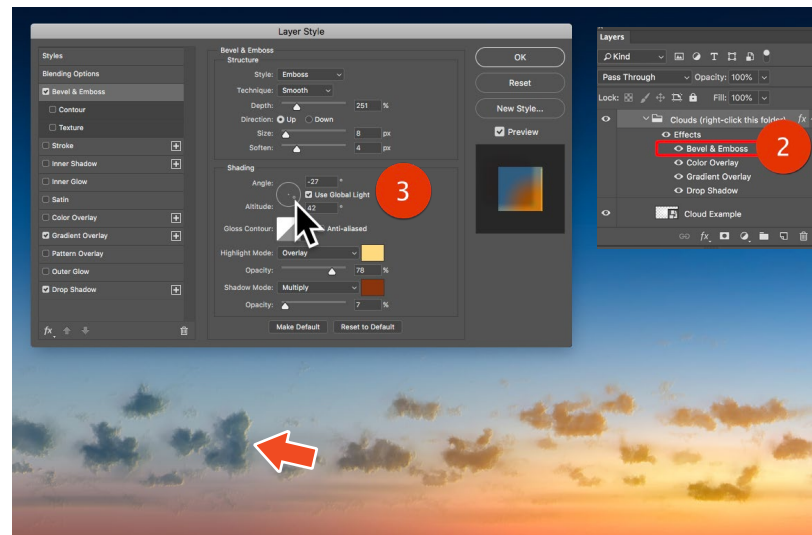 Layer Style
Styles
Blending Options
Bevel & Emboss
Contour
Texture
Stroke
Inner Shadow
Inner Glow
Satin
Color Overlay
Gradient Overlay
Pattern Overlay
Outer Glow
Drop Shadow
fx
Bevel & Emboss
Structure
Style: Emboss
Technique: Smooth
Depth: 251 %
Direction: Up Down
Size: 8 px
Soften: 4 px
Shading
Angle: -27 °
Use Global Light
3
Altitude: 42 °
Gloss Contour: Anti-aliased
Highlight Mode: Overlay
Opacity: 78 %
Shadow Mode: Multiply
Opacity: 7 %
Make Default Reset to Default
OK
Reset
New Style...
Preview
Layers
Kind
Pass Through Opacity: 100%
Lock: Fill: 100%
Clouds (right-click this folder) fx
Effects
Bevel & Emboss
2
Color Overlay
Gradient Overlay
Drop Shadow
Cloud Example
fx